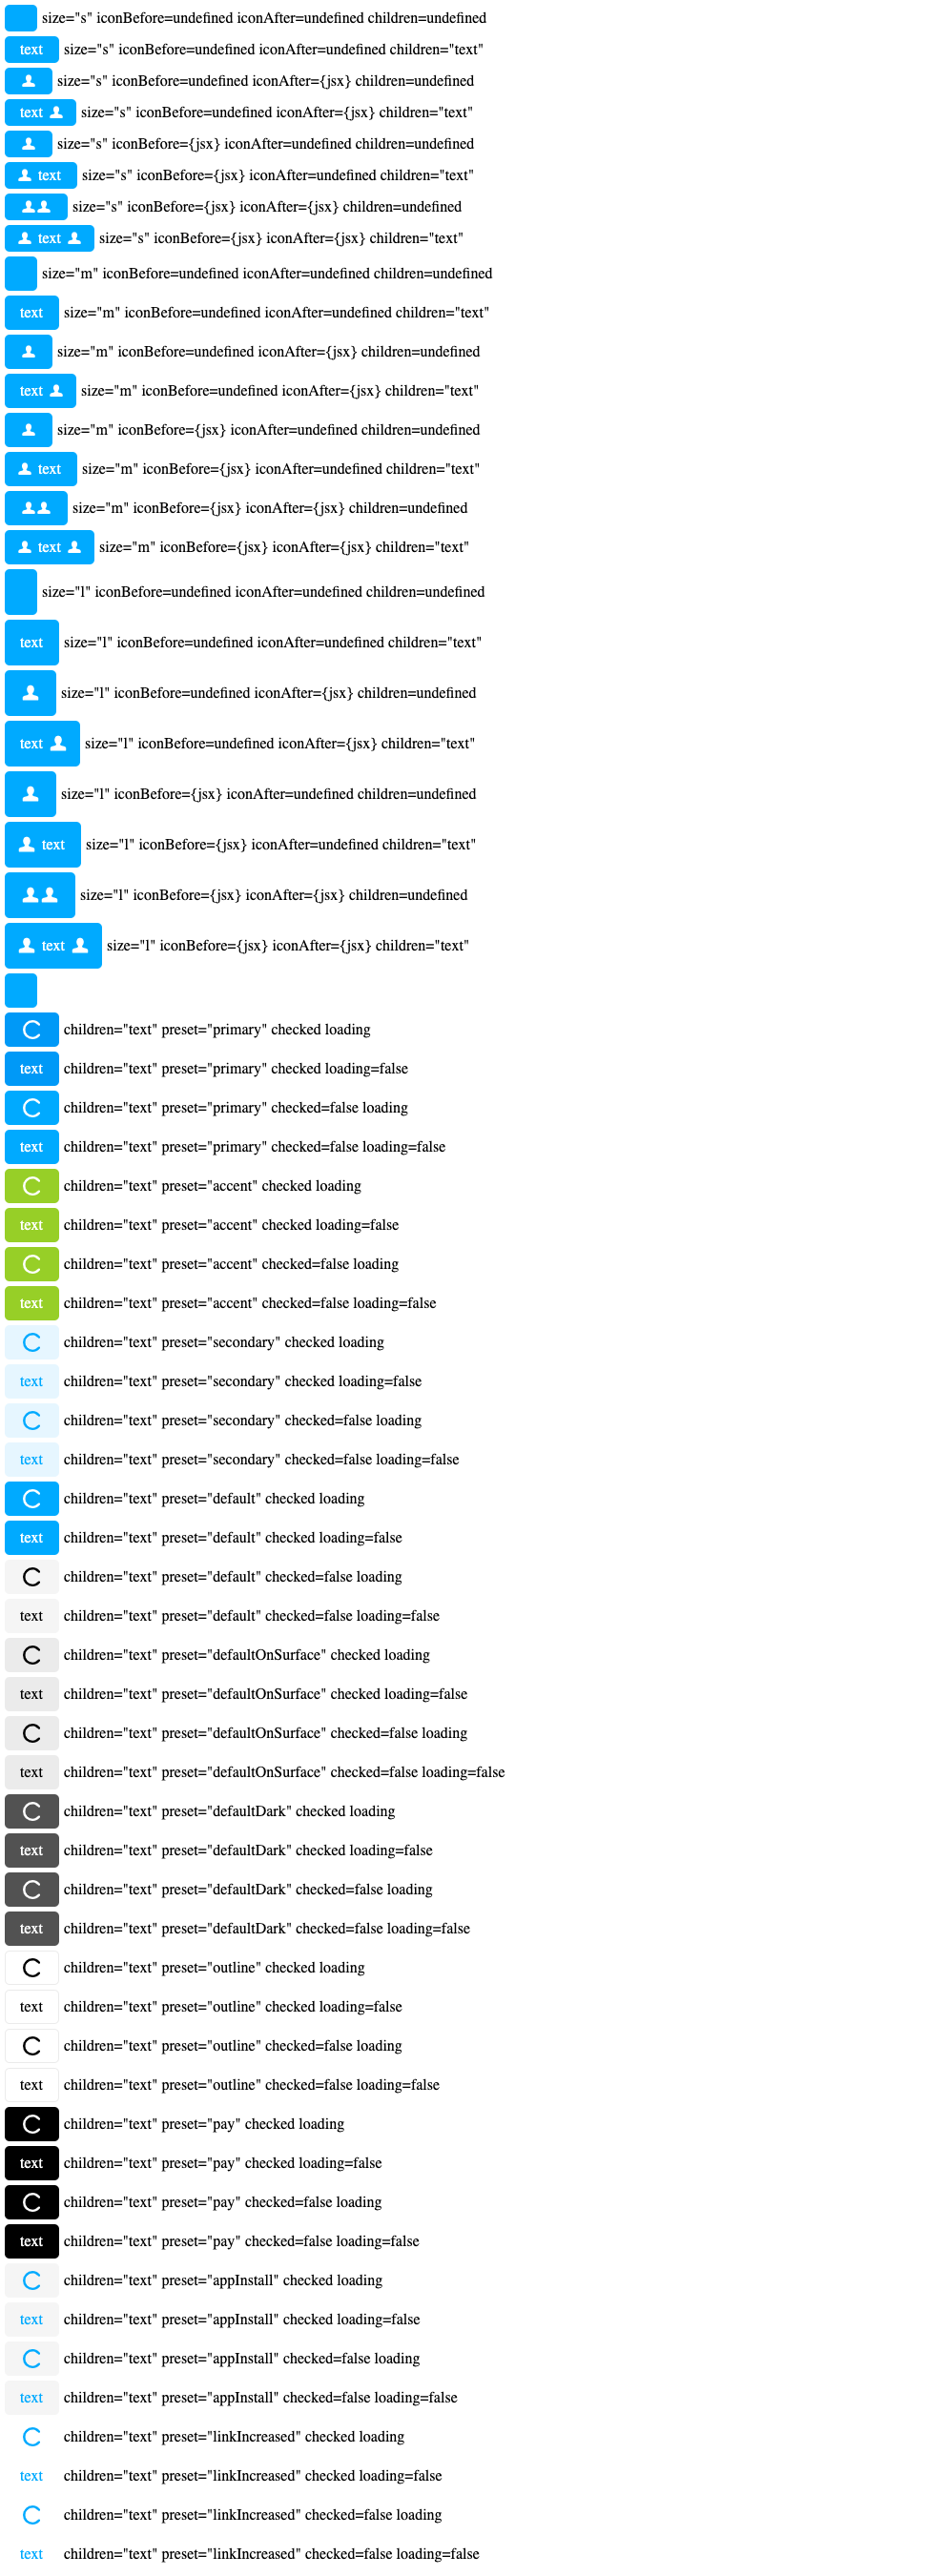 size="s" iconBefore=undefined iconAfter=undefined children=undefined
text size="s" iconBefore=undefined iconAfter=undefined children="text"
size="s" iconBefore=undefined iconAfter={jsx} children=undefined
text size="s" iconBefore=undefined iconAfter={jsx} children="text"
size="s" iconBefore={jsx} iconAfter=undefined children=undefined
text size="s" iconBefore={jsx} iconAfter=undefined children="text"
size="s" iconBefore={jsx} iconAfter={jsx} children=undefined
text size="s" iconBefore={jsx} iconAfter={jsx} children="text"
size="m" iconBefore=undefined iconAfter=undefined children=undefined
text size="m" iconBefore=undefined iconAfter=undefined children="text"
size="m" iconBefore=undefined iconAfter={jsx} children=undefined
text size="m" iconBefore=undefined iconAfter={jsx} children="text"
size="m" iconBefore={jsx} iconAfter=undefined children=undefined
text size="m" iconBefore={jsx} iconAfter=undefined children="text"
size="m" iconBefore={jsx} iconAfter={jsx} children=undefined
text size="m" iconBefore={jsx} iconAfter={jsx} children="text"
size="l" iconBefore=undefined iconAfter=undefined children=undefined
text size="l" iconBefore=undefined iconAfter=undefined children="text"
size="l" iconBefore=undefined iconAfter={jsx} children=undefined
text size="l" iconBefore=undefined iconAfter={jsx} children="text"
size="l" iconBefore={jsx} iconAfter=undefined children=undefined
text size="l" iconBefore={jsx} iconAfter=undefined children="text"
size="l" iconBefore={jsx} iconAfter={jsx} children=undefined
text size="l" iconBefore={jsx} iconAfter={jsx} children="text"
children="text" preset="primary" checked loading
text children="text" preset="primary" checked loading=false
children="text" preset="primary" checked=false loading
text children="text" preset="primary" checked=false loading=false
children="text" preset="accent" checked loading
text children="text" preset="accent" checked loading=false
children="text" preset="accent" checked=false loading
text children="text" preset="accent" checked=false loading=false
children="text" preset="secondary" checked loading
text children="text" preset="secondary" checked loading=false
children="text" preset="secondary" checked=false loading
text children="text" preset="secondary" checked=false loading=false
children="text" preset="default" checked loading
text children="text" preset="default" checked loading=false
children="text" preset="default" checked=false loading
text children="text" preset="default" checked=false loading=false
children="text" preset="defaultOnSurface" checked loading
text children="text" preset="defaultOnSurface" checked loading=false
children="text" preset="defaultOnSurface" checked=false loading
text children="text" preset="defaultOnSurface" checked=false loading=false
children="text" preset="defaultDark" checked loading
text children="text" preset="defaultDark" checked loading=false
children="text" preset="defaultDark" checked=false loading
text children="text" preset="defaultDark" checked=false loading=false
children="text" preset="outline" checked loading
text children="text" preset="outline" checked loading=false
children="text" preset="outline" checked=false loading
text children="text" preset="outline" checked=false loading=false
children="text" preset="pay" checked loading
text children="text" preset="pay" checked loading=false
children="text" preset="pay" checked=false loading
text children="text" preset="pay" checked=false loading=false
children="text" preset="appInstall" checked loading
text children="text" preset="appInstall" checked loading=false
children="text" preset="appInstall" checked=false loading
text children="text" preset="appInstall" checked=false loading=false
children="text" preset="linkIncreased" checked loading
text children="text" preset="linkIncreased" checked loading=false
children="text" preset="linkIncreased" checked=false loading
text children="text" preset="linkIncreased" checked=false loading=false